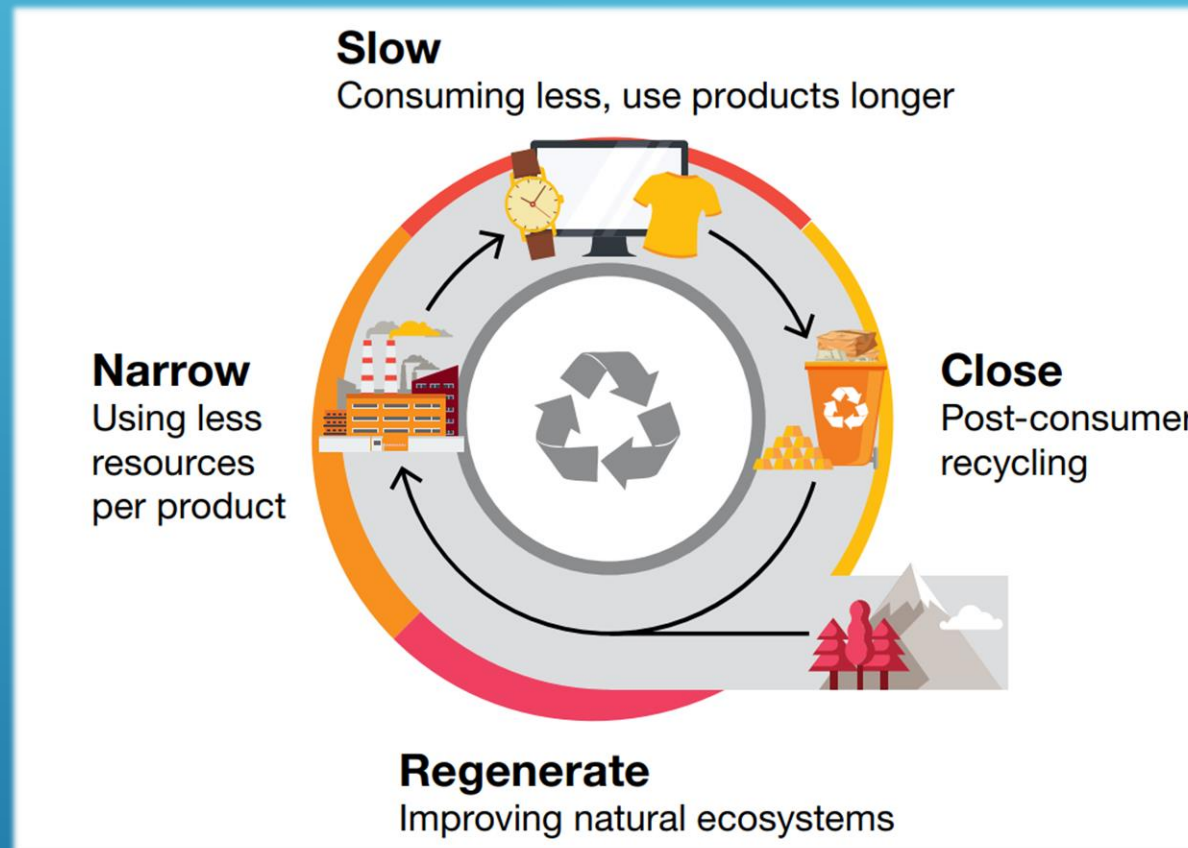 Slow
Consuming less, use products longer
Narrow
Using less
resources
per product
Close
Post-consumer
recycling
Regenerate
Improving natural ecosystems